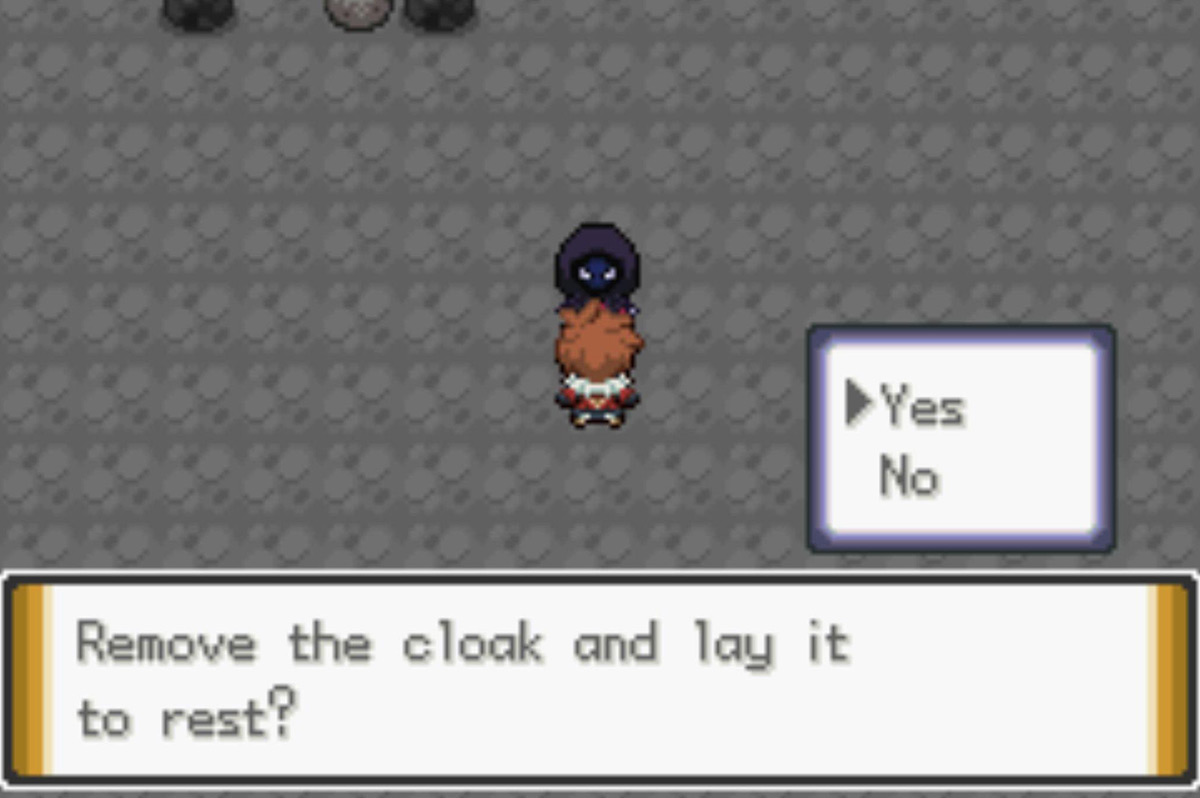 Yes
No
Remove the cloak and lay it
to rest?